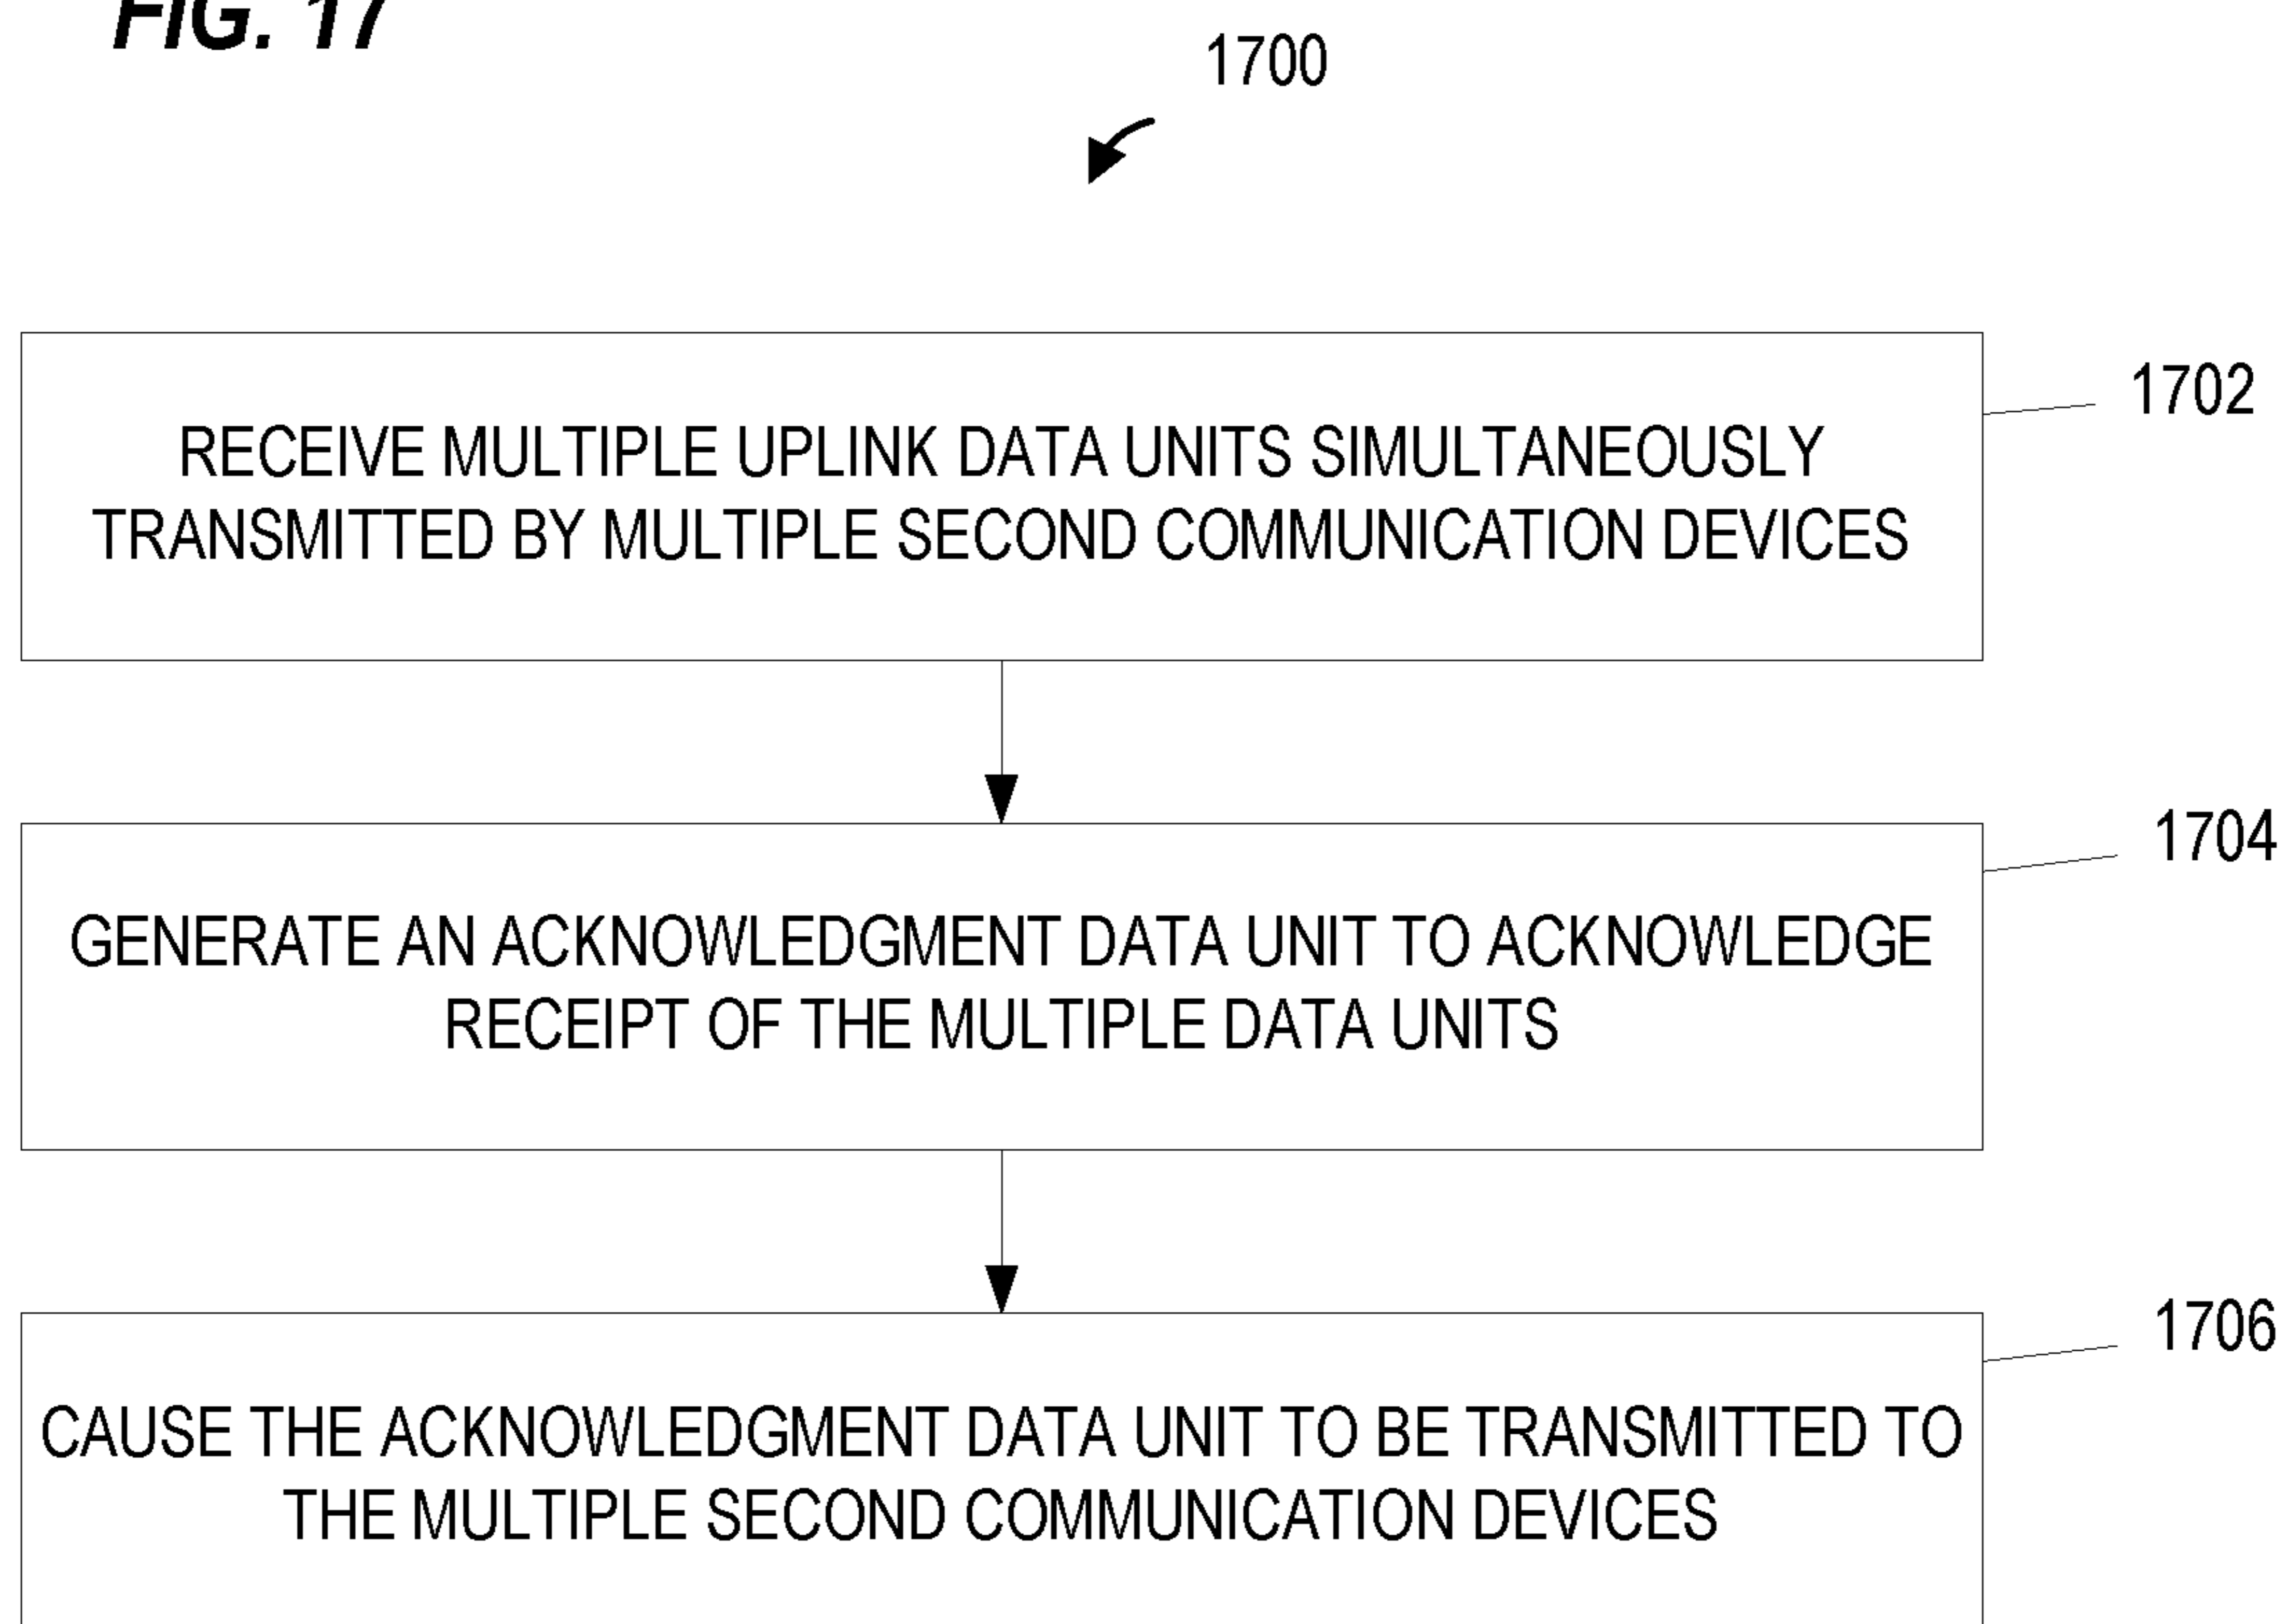 FIG. 17
1700
RECEIVE MULTIPLE UPLINK DATA UNITS SIMULTANEOUSLY
TRANSMITTED BY MULTIPLE SECOND COMMUNICATION DEVICES
1702
GENERATE AN ACKNOWLEDGMENT DATA UNIT TO ACKNOWLEDGE
RECEIPT OF THE MULTIPLE DATA UNITS
1704
CAUSE THE ACKNOWLEDGMENT DATA UNIT TO BE TRANSMITTED TO
THE MULTIPLE SECOND COMMUNICATION DEVICES
1706